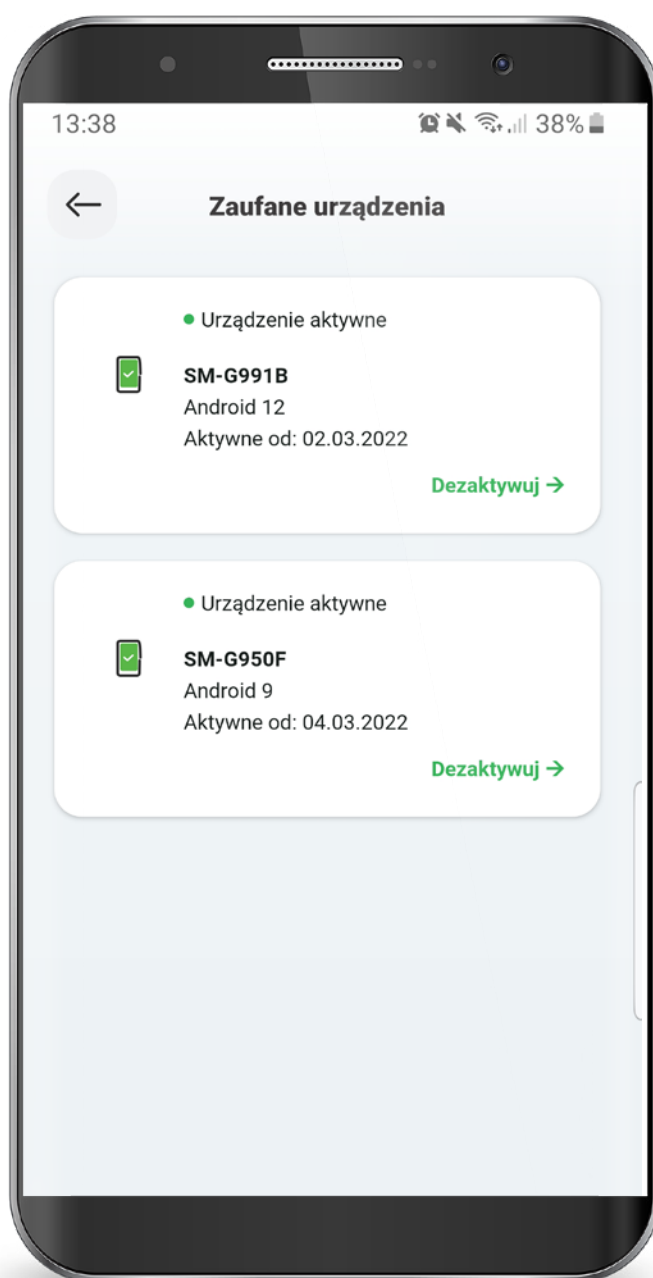 13:38
38%
Zaufane urządzenia
Urządzenie aktywne
SM-G991B
Android 12
Aktywne od: 02.03.2022
Dezaktywuj →
Urządzenie aktywne
SM-G950F
Android 9
Aktywne od: 04.03.2022
Dezaktywuj →